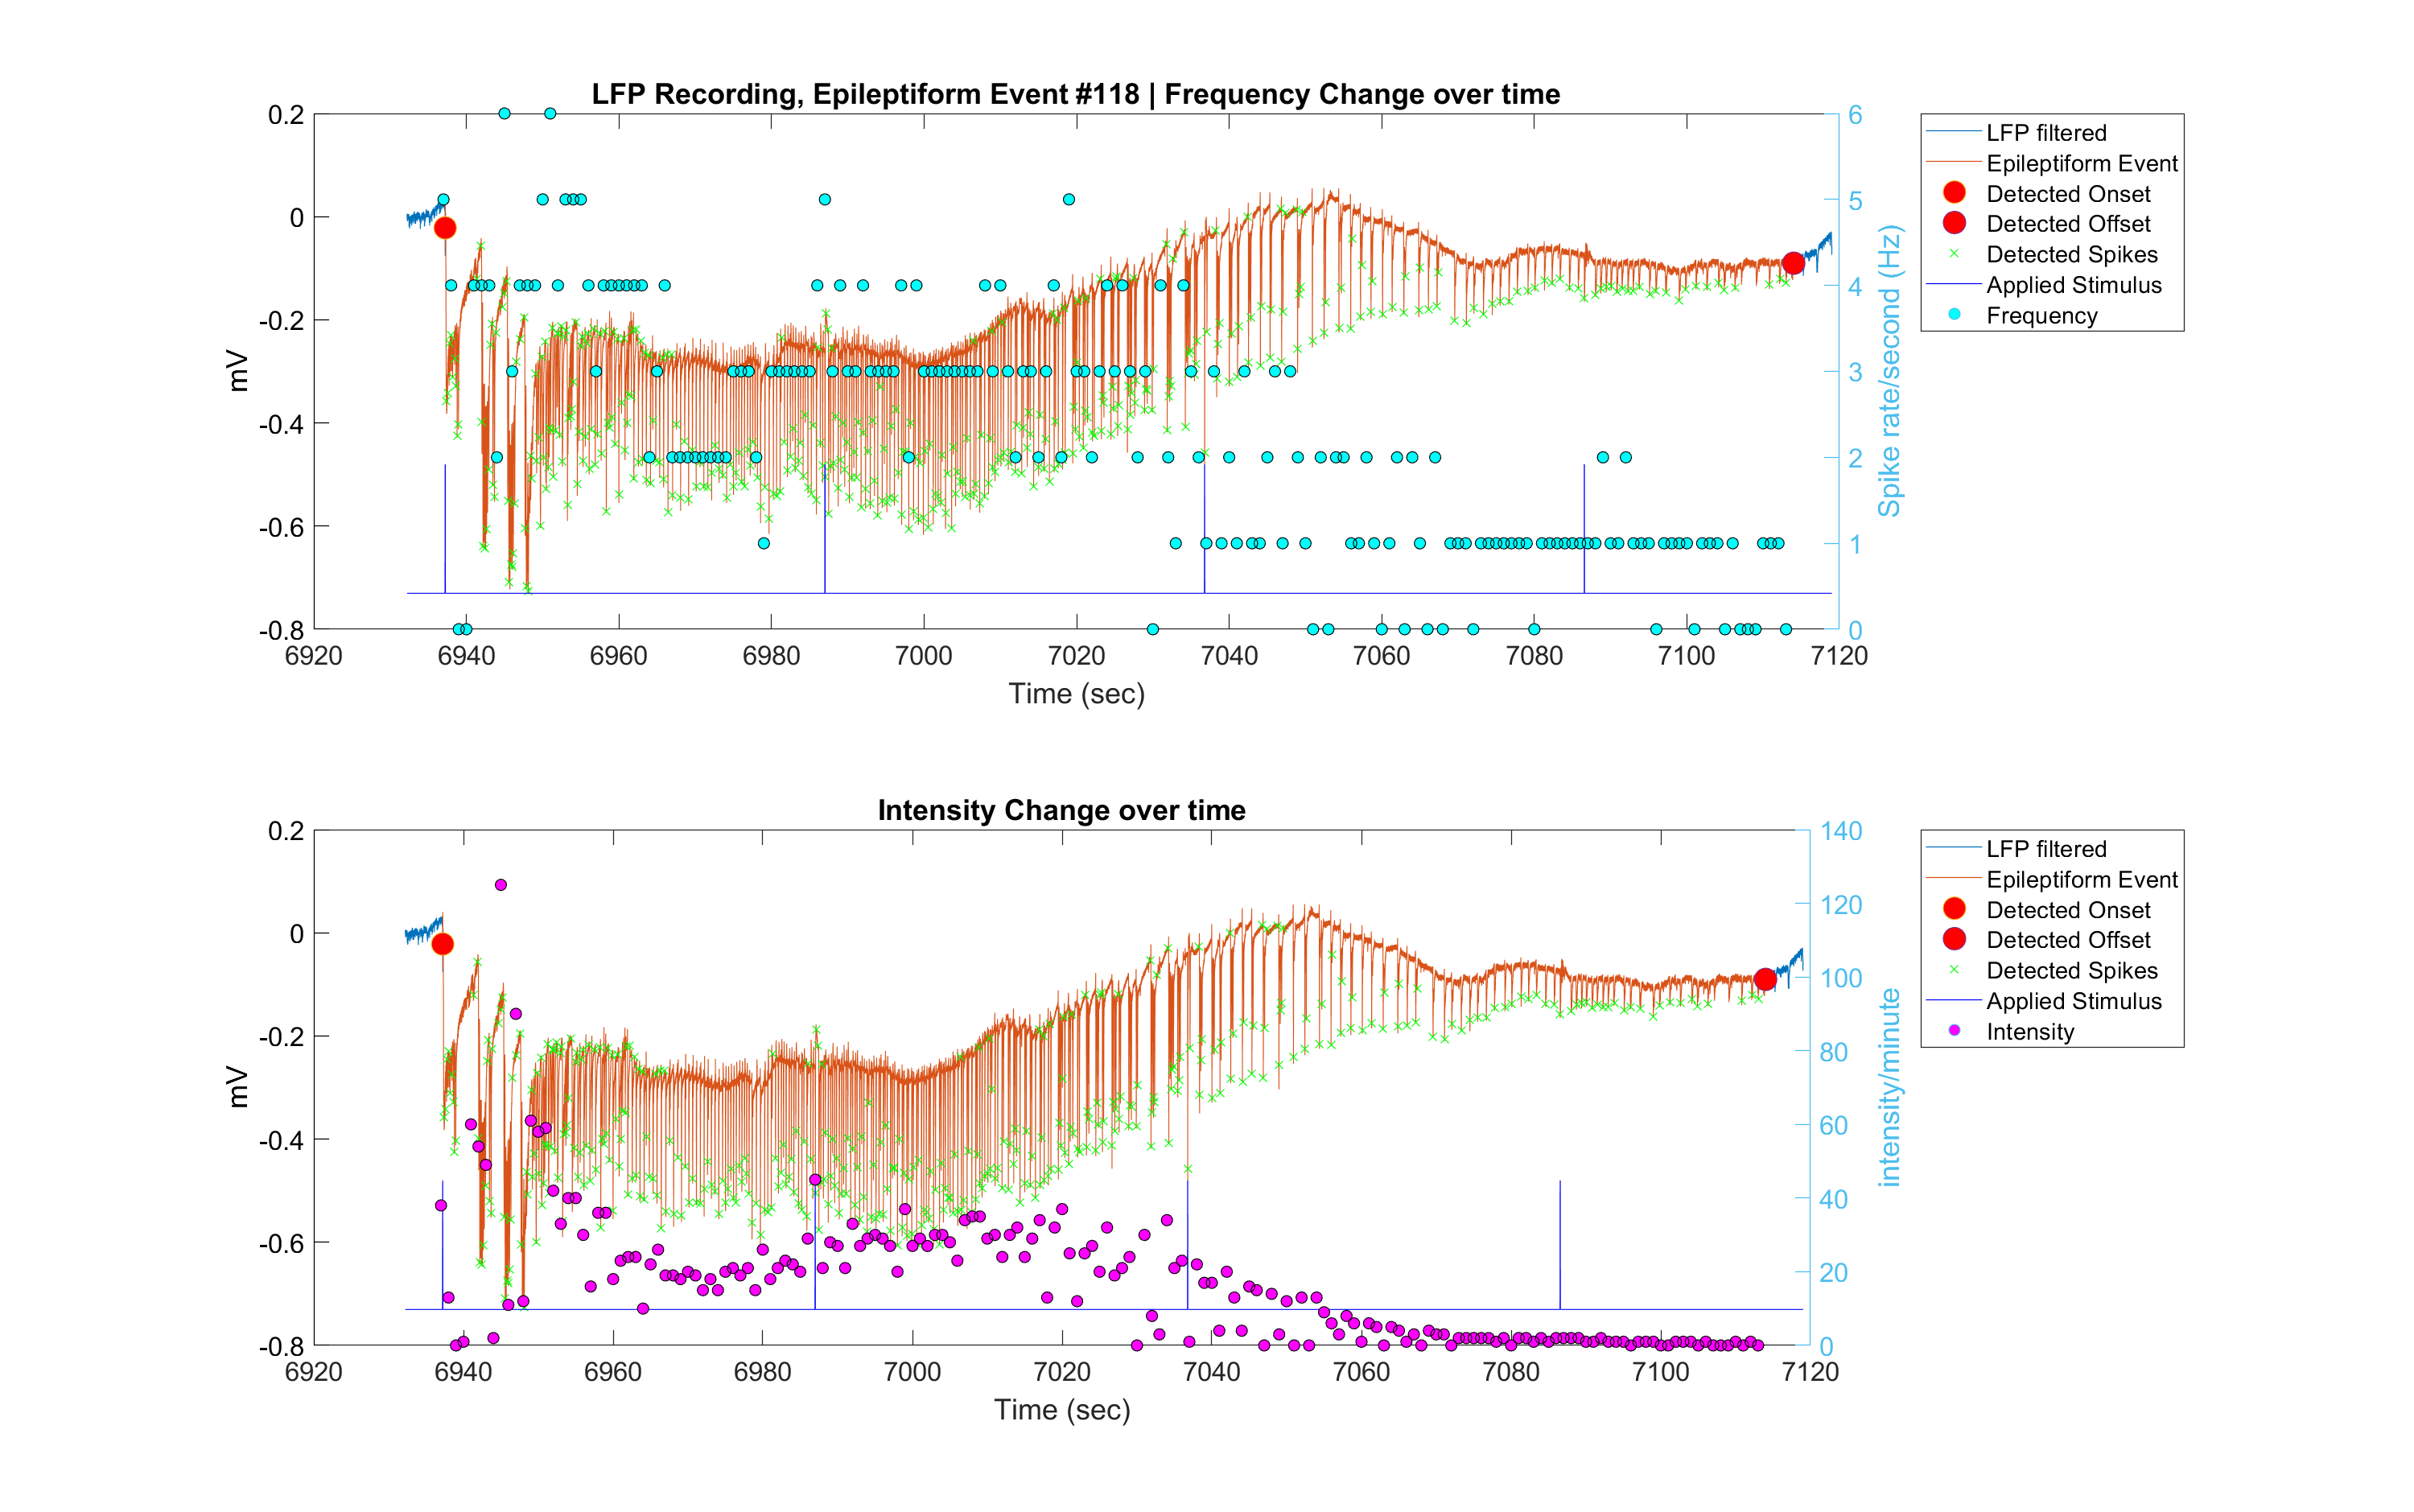 LFP Recording, Epileptiform Event #118 | Frequency Change over time
0.2
0
-0.2
-0.4
-0.6
-0.8
mV
6
5
4
3
2
1
0
Spike rate/second (Hz)
6920 6940 6960 6980 7000 7020 7040 7060 7080 7100 7120
Time (sec)
LFP filtered
Epileptiform Event
Detected Onset
Detected Offset
Detected Spikes
Applied Stimulus
Frequency
Intensity Change over time
0.2
0
-0.2
-0.4
-0.6
-0.8
mV
140
120
100
80
60
40
20
0
intensity/minute
6920 6940 6960 6980 7000 7020 7040 7060 7080 7100 7120
Time (sec)
LFP filtered
Epileptiform Event
Detected Onset
Detected Offset
Detected Spikes
Applied Stimulus
Intensity